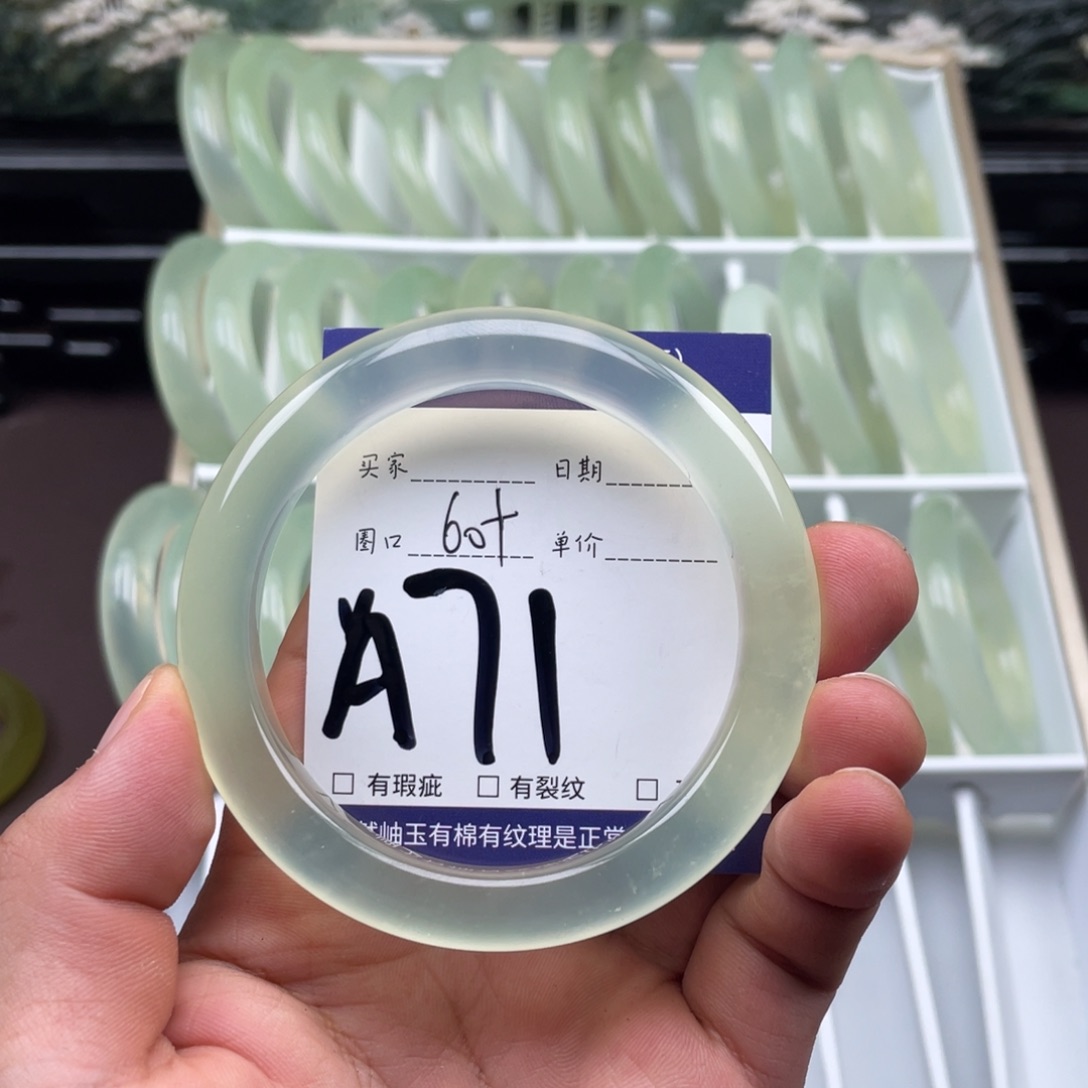 买家 日期
圈口 60+ 单价
A71
有瑕疵 有裂纹
岫玉有棉有纹理是正常